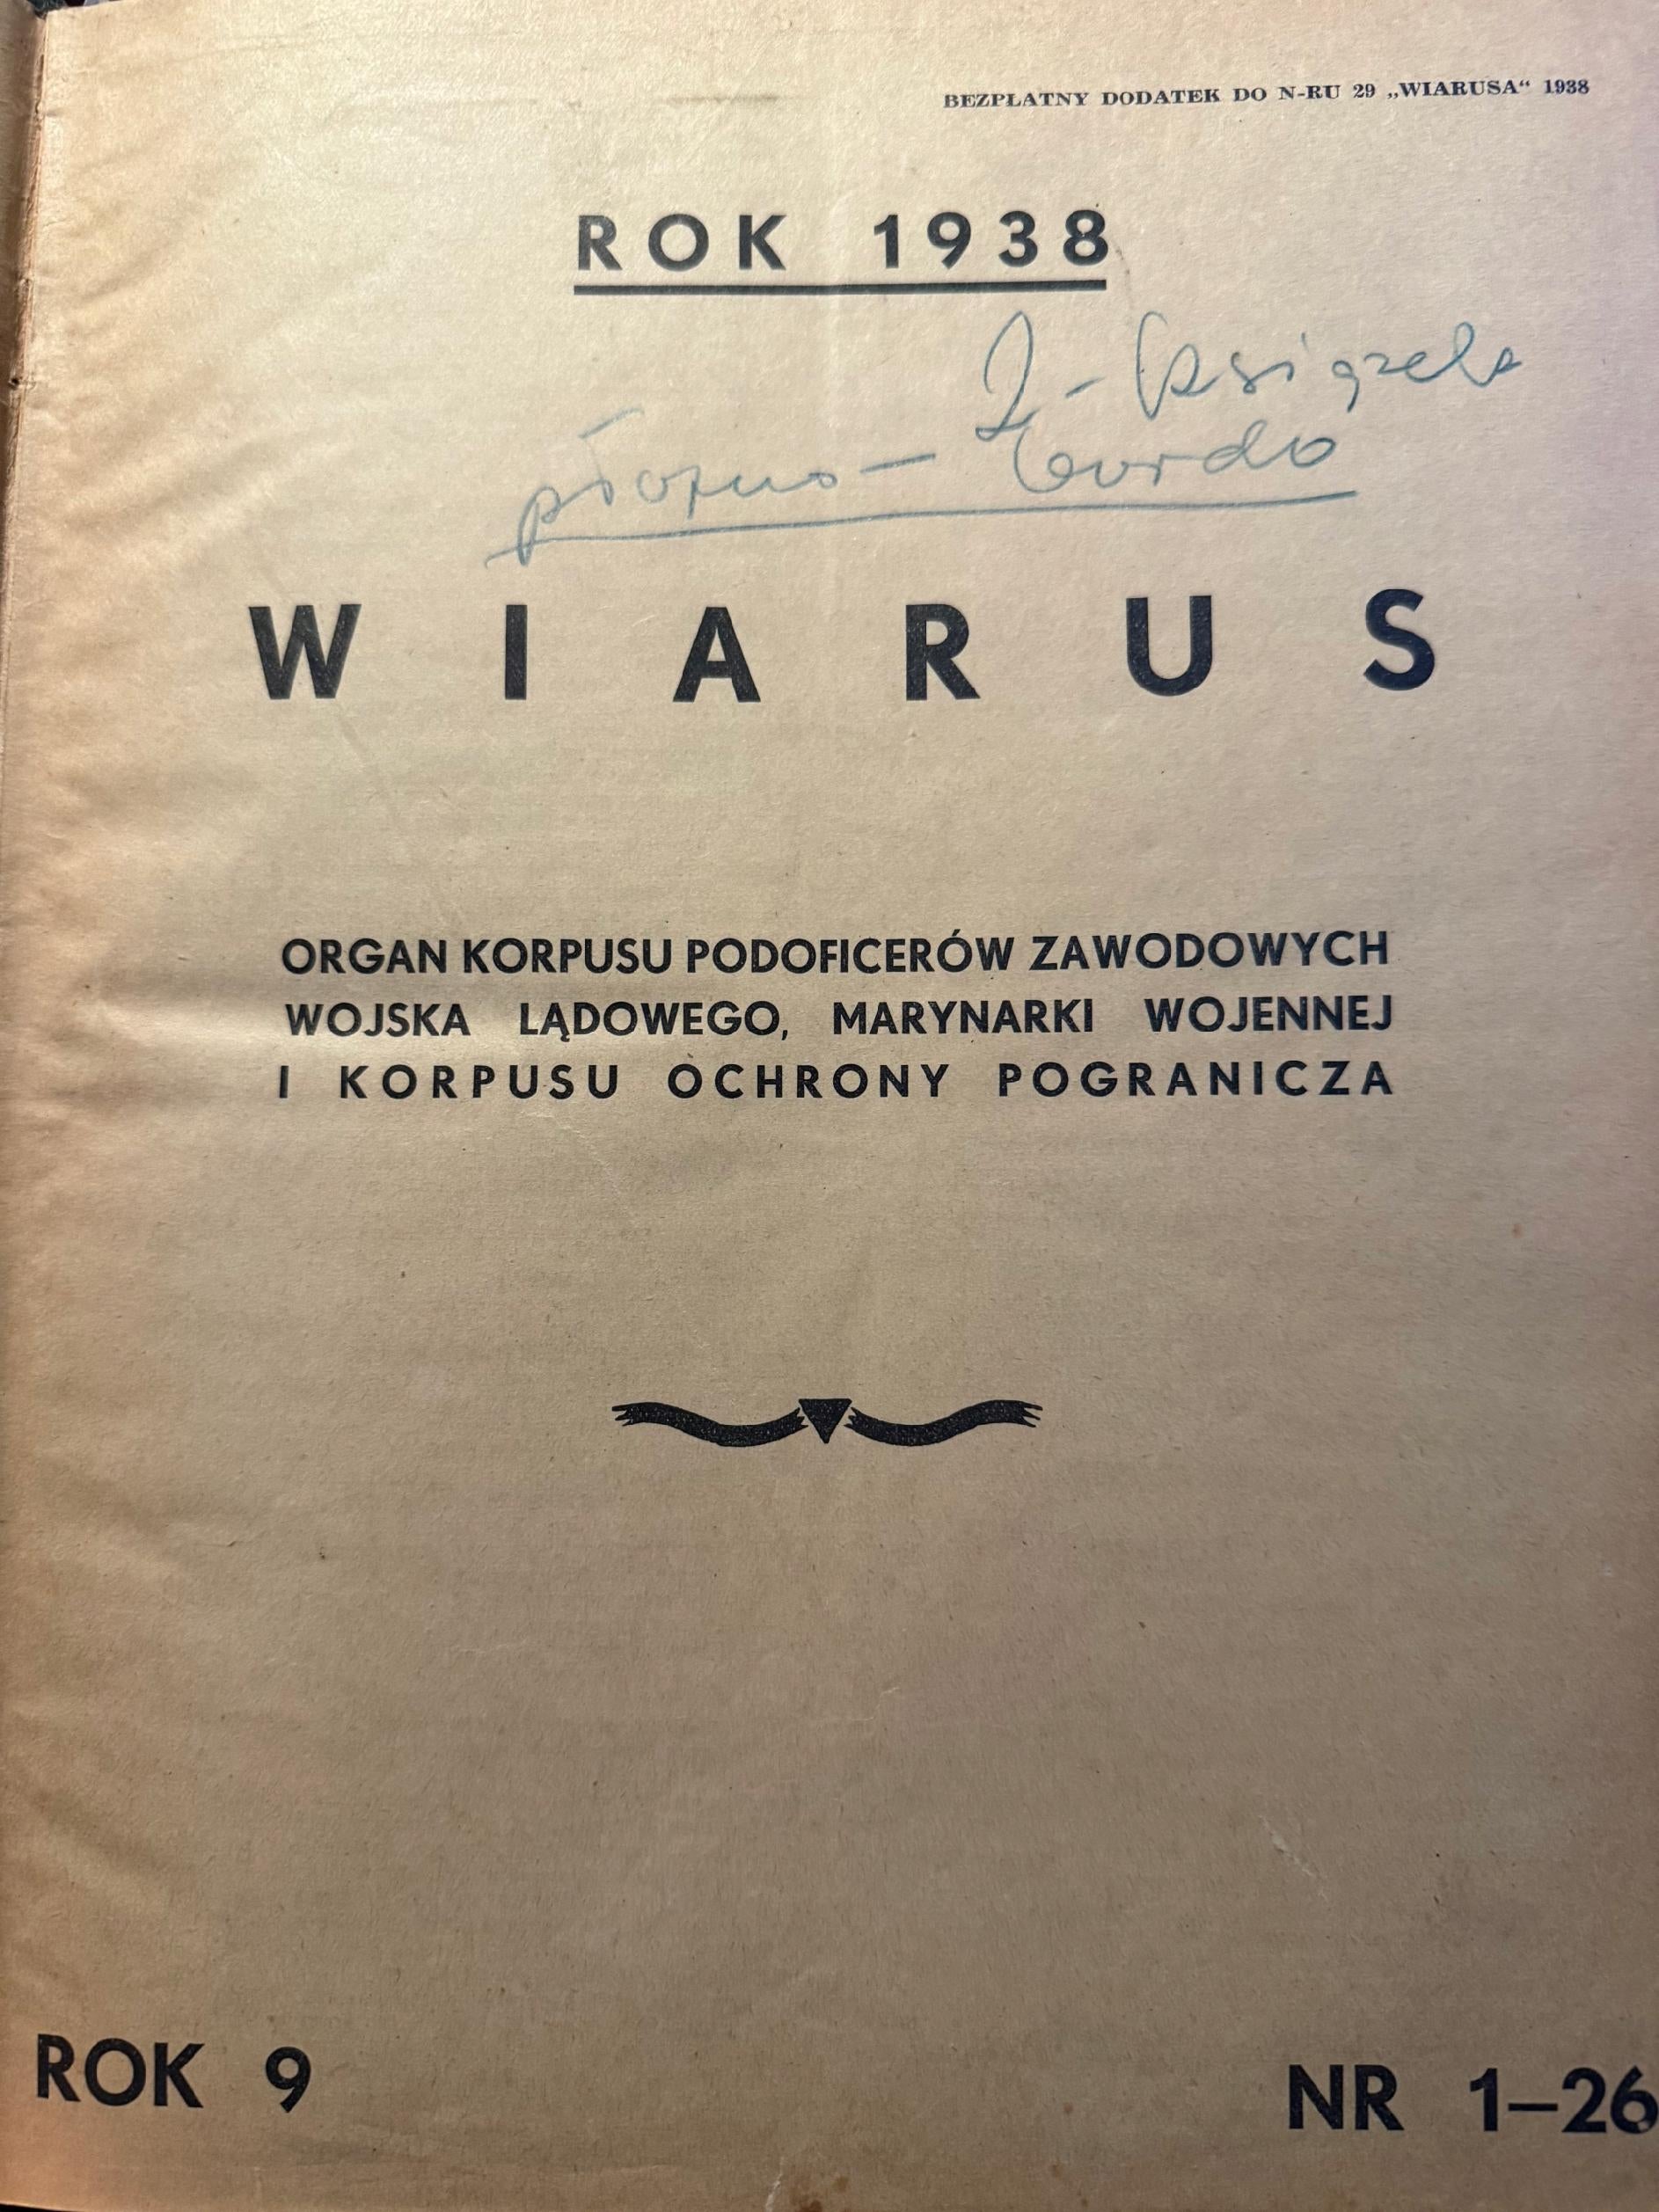 BEZPŁATNY DODATEK DO N-RU 29 „WIARUSA“ 1938
ROK 1938
płótno —
WIARUS
ORGAN KORPUSU PODOFICERÓW ZAWODOWYCH
WOJSKA LĄDOWEGO, MARYNARKI WOJENNEJ
I KORPUSU OCHRONY POGRANICZA
ROK 9
NR 1–26